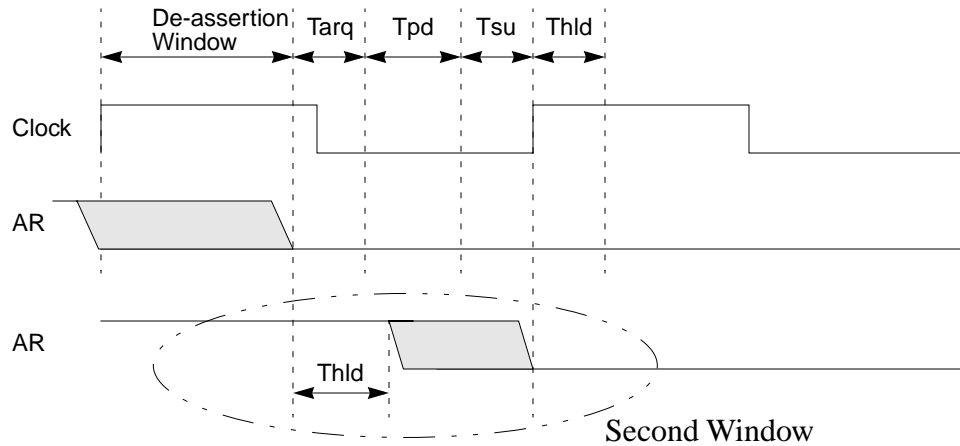 De-assertion
Window
Tarq
Tpd
Tsu
Thld
Clock
AR
AR
Thld
Second Window